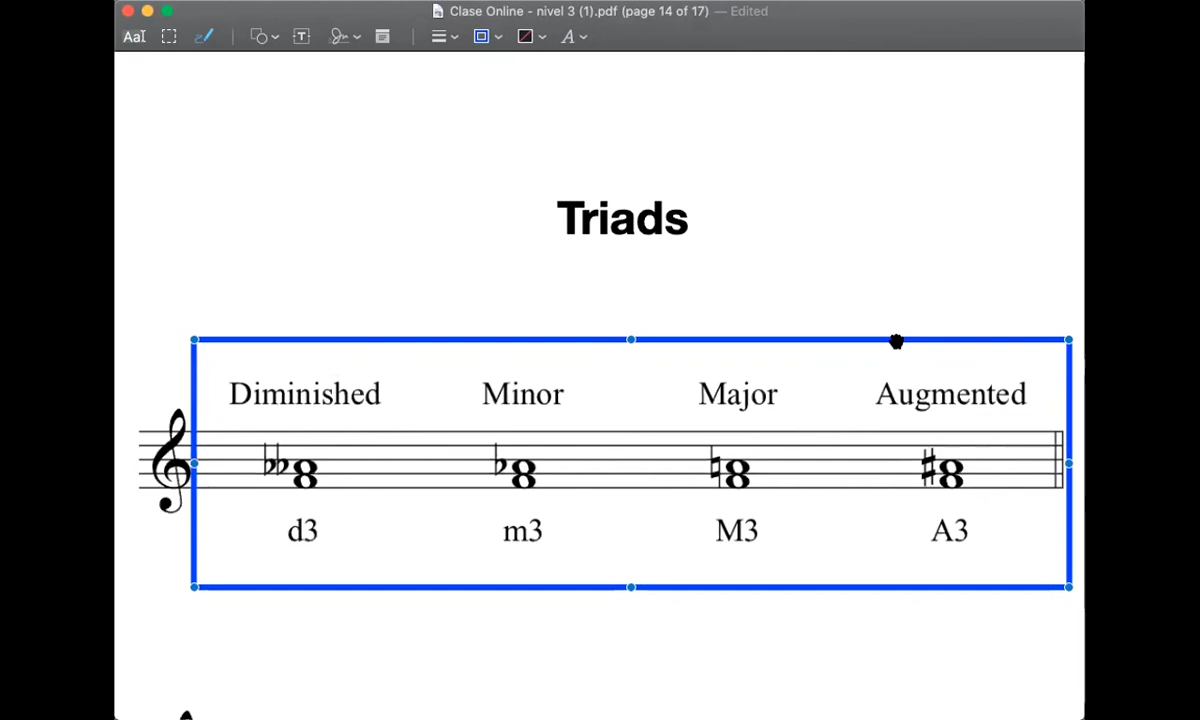 Clase Online - nivel 3 (1).pdf (page 14 of 17) — Edited
AaI T A
Triads
Diminished Minor Major Augmented
d3 m3 M3 A3